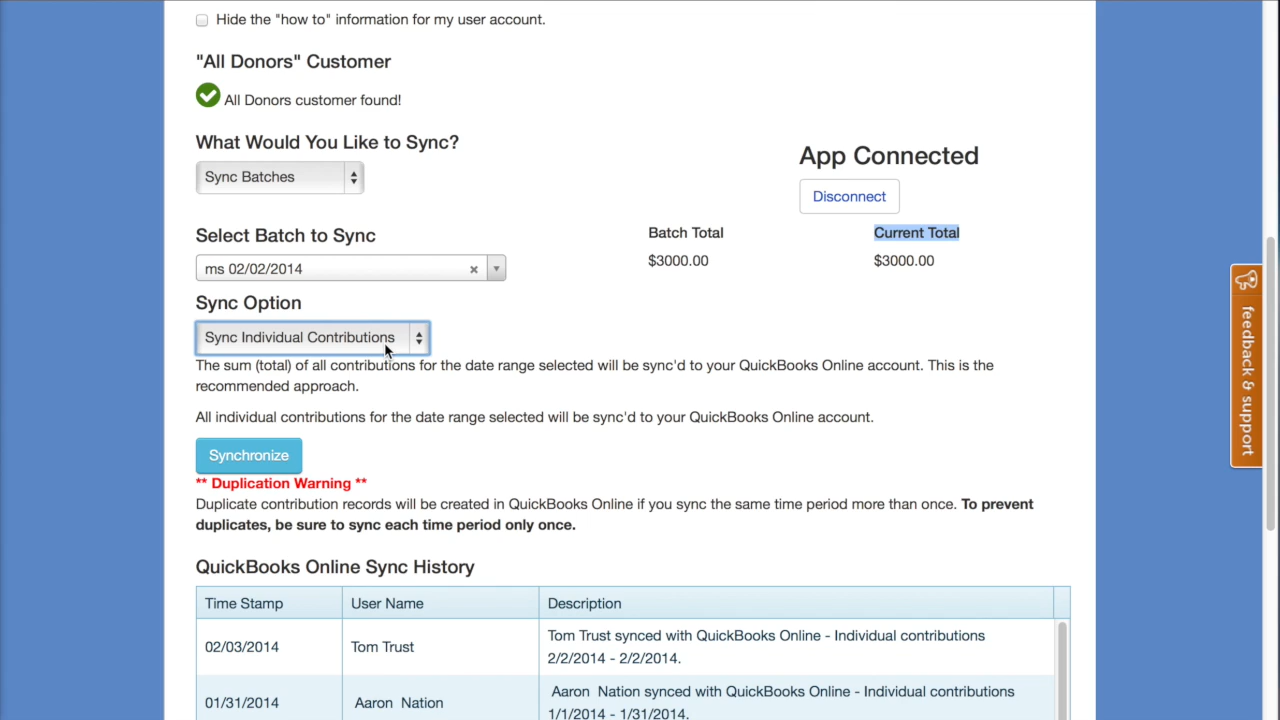 Hide the "how to" information for my user account.
"All Donors" Customer
All Donors customer found!
What Would You Like to Sync?
Sync Batches
App Connected
Disconnect
Select Batch to Sync
Batch Total
Current Total
ms 02/02/2014
$3000.00
$3000.00
Sync Option
Sync Individual Contributions
The sum (total) of all contributions for the date range selected will be sync'd to your QuickBooks Online account. This is the
recommended approach.
All individual contributions for the date range selected will be sync'd to your QuickBooks Online account.
Synchronize
** Duplication Warning **
Duplicate contribution records will be created in QuickBooks Online if you sync the same time period more than once. To prevent
duplicates, be sure to sync each time period only once.
QuickBooks Online Sync History
Time Stamp
User Name
Description
02/03/2014
Tom Trust
Tom Trust synced with QuickBooks Online - Individual contributions
2/2/2014 - 2/2/2014.
01/31/2014
Aaron Nation
Aaron Nation synced with QuickBooks Online - Individual contributions
1/1/2014 - 1/31/2014.
feedback & support